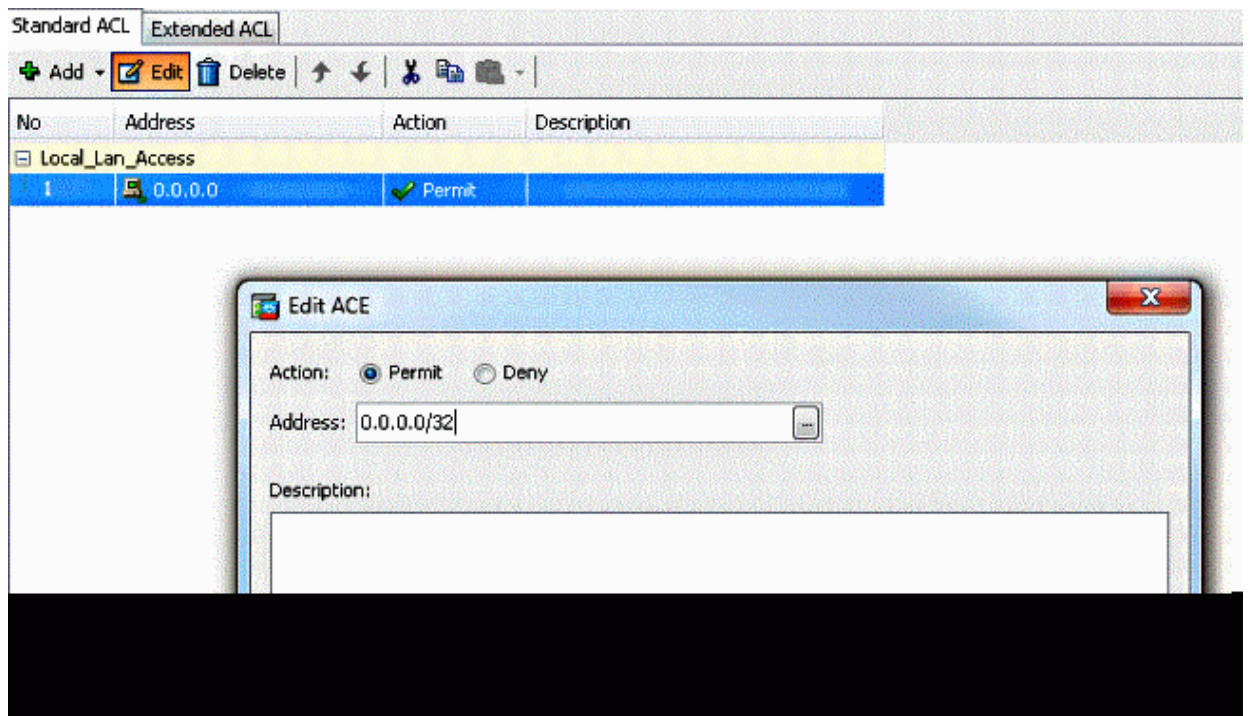 Standard ACL Extended ACL
Add Edit Delete
No Address Action Description
Local_Lan_Access
1 0.0.0.0 Permit
Edit ACE
Action: Permit Deny
Address: 0.0.0.0/32 ...
Description: